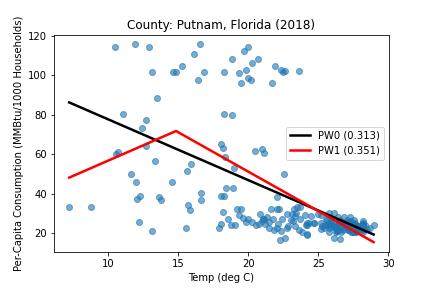 County: Putnam, Florida (2018)
Per-Capita Consumption (MMBtu/1000 Households)
120
100
80
60
40
20
PW0 (0.313)
PW1 (0.351)
10 15 20 25 30
Temp (deg C)